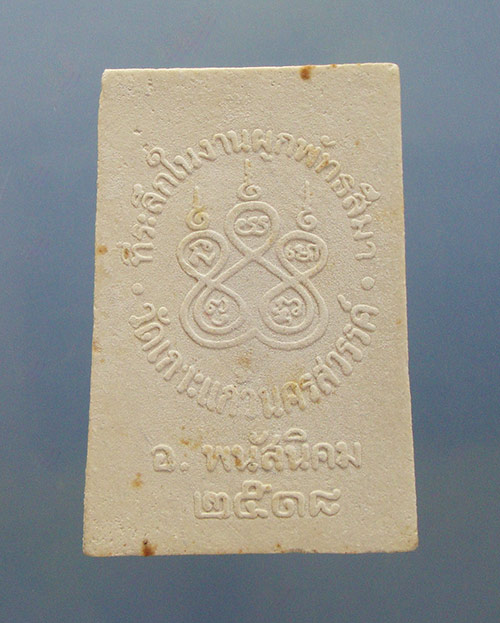 ที่ระลึกในงานผูกพัทธสีมา
วัดเกาะแก้วนครสวรรค์
อ. พนัสนิคม
๒๕๑๘